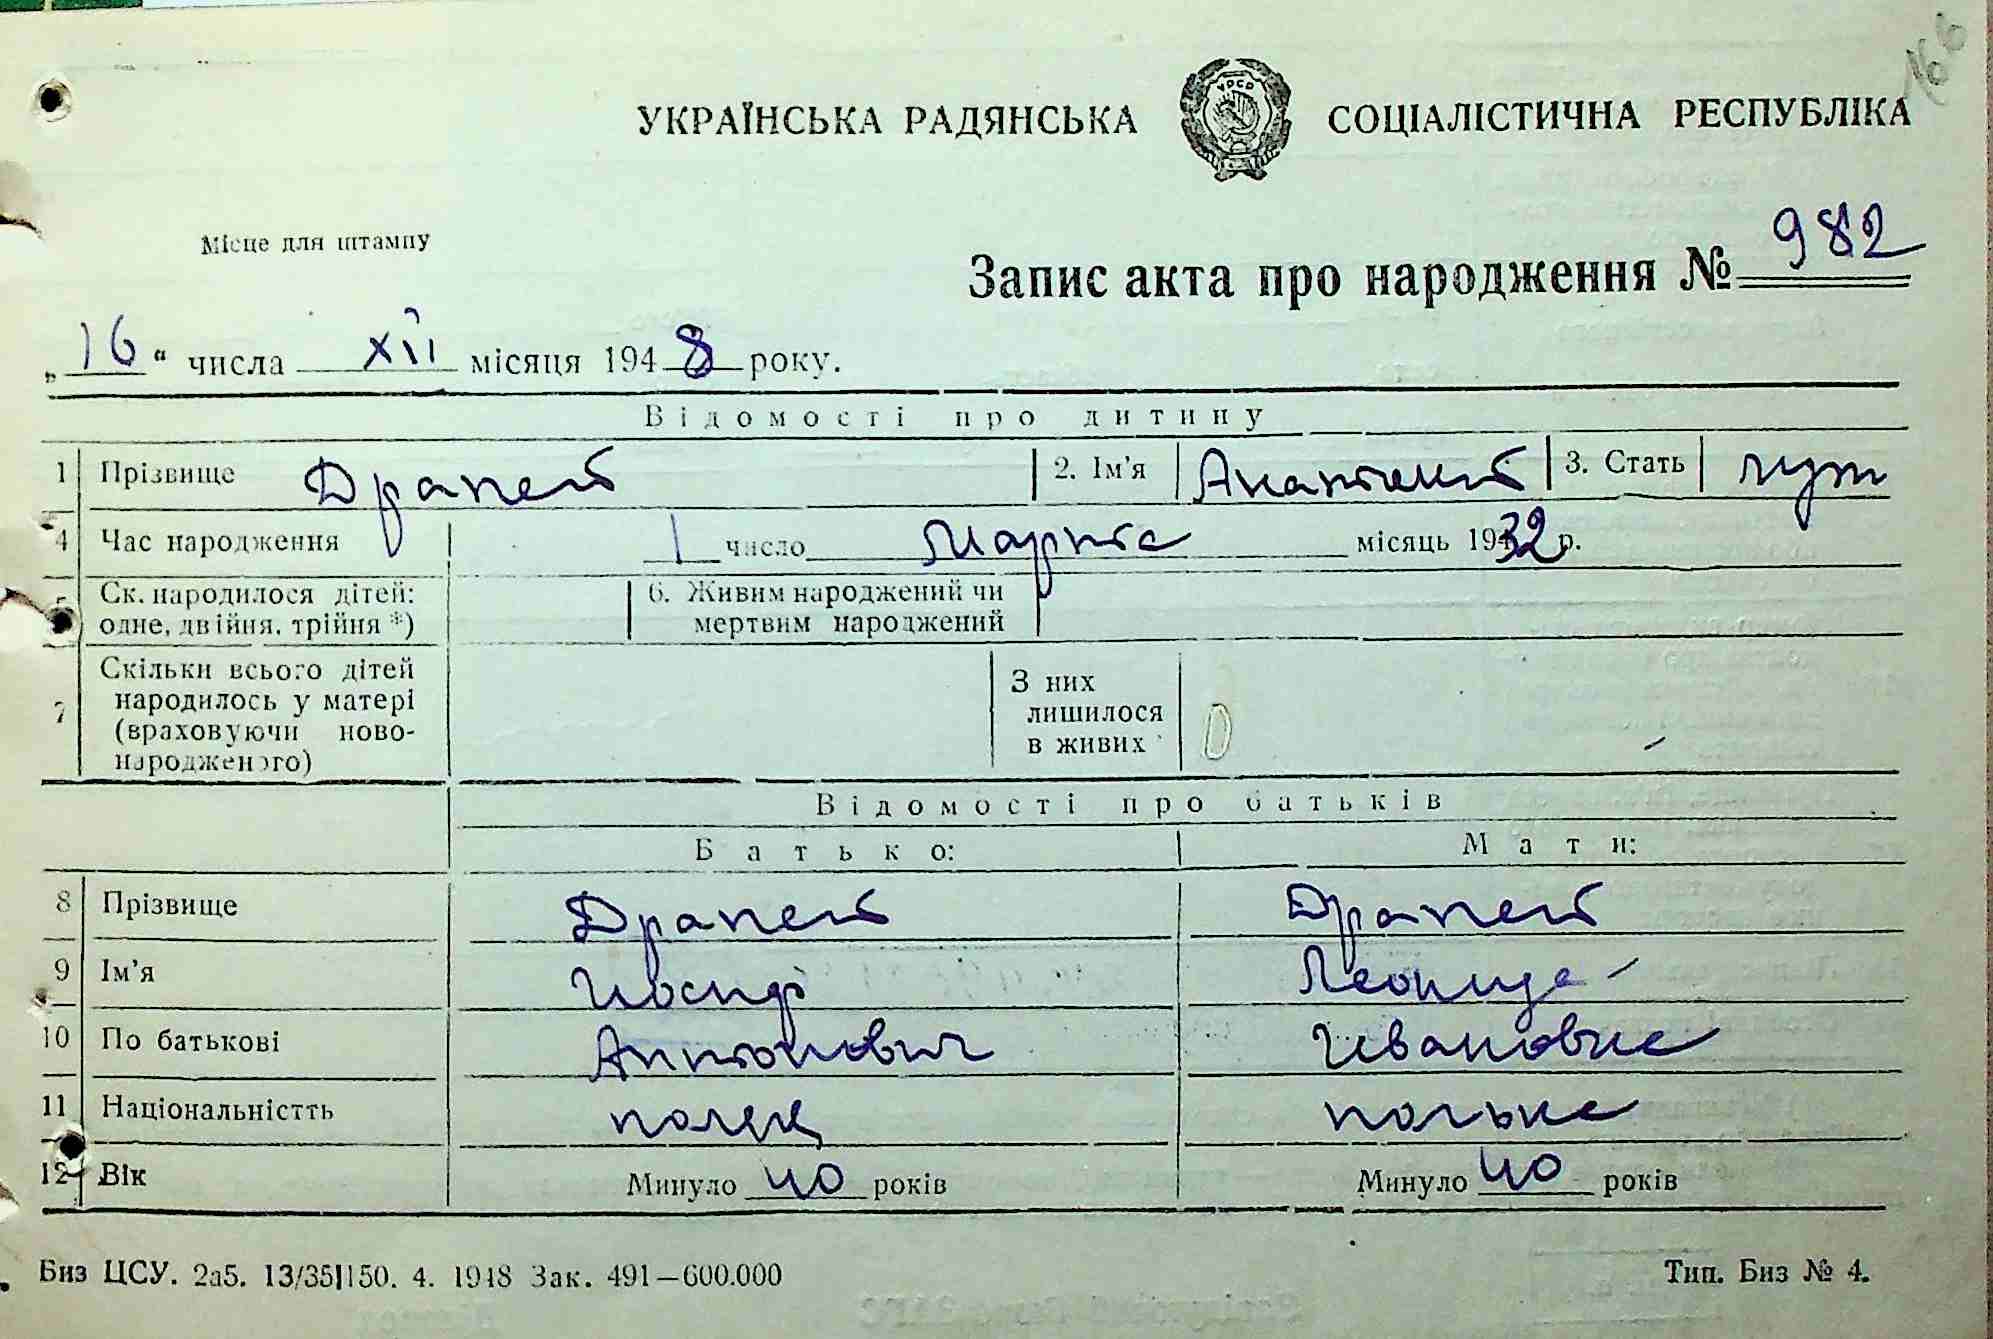 166
УКРАЇНСЬКА РАДЯНСЬКА СОЦІАЛІСТИЧНА РЕСПУБЛІКА
УРСР
Місце для штампу
Запис акта про народження № 982
„16“ числа XII місяця 1948 року.
Відомості про дитину
1 Прізвище Драпей 2. Ім’я Анатолий 3. Стать муж
4 Час народження 1 число Марта місяць 1932 р.
5 Ск. народилося дітей: одне, двійня, трійня *) 6. Живим народжений чи мертвим народжений
7 Скільки всього дітей народилось у матері (враховуючи новонародженого) З них лишилося в живих
Відомості про батьків
Батько: Мати:
8 Прізвище Драпей Драпей
9 Ім’я Иосиф Леонида
10 По батькові Антонович Ивановна
11 Національністть поляк полька
12 Вік Минуло 40 років Минуло 40 років
Биз ЦСУ. 2а5. 13/35|150. 4. 1948 Зак. 491—600.000 Тип. Биз № 4.